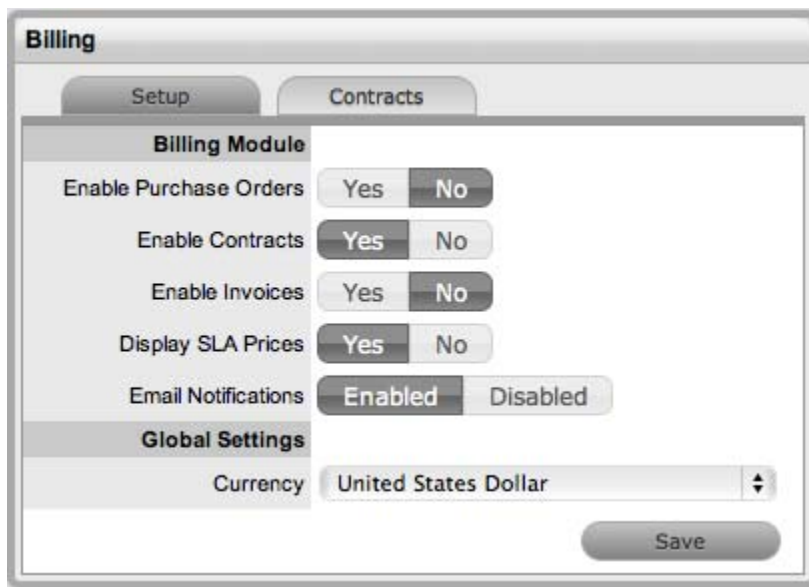 Billing
Setup Contracts
Billing Module
Enable Purchase Orders Yes No
Enable Contracts Yes No
Enable Invoices Yes No
Display SLA Prices Yes No
Email Notifications Enabled Disabled
Global Settings
Currency United States Dollar
Save